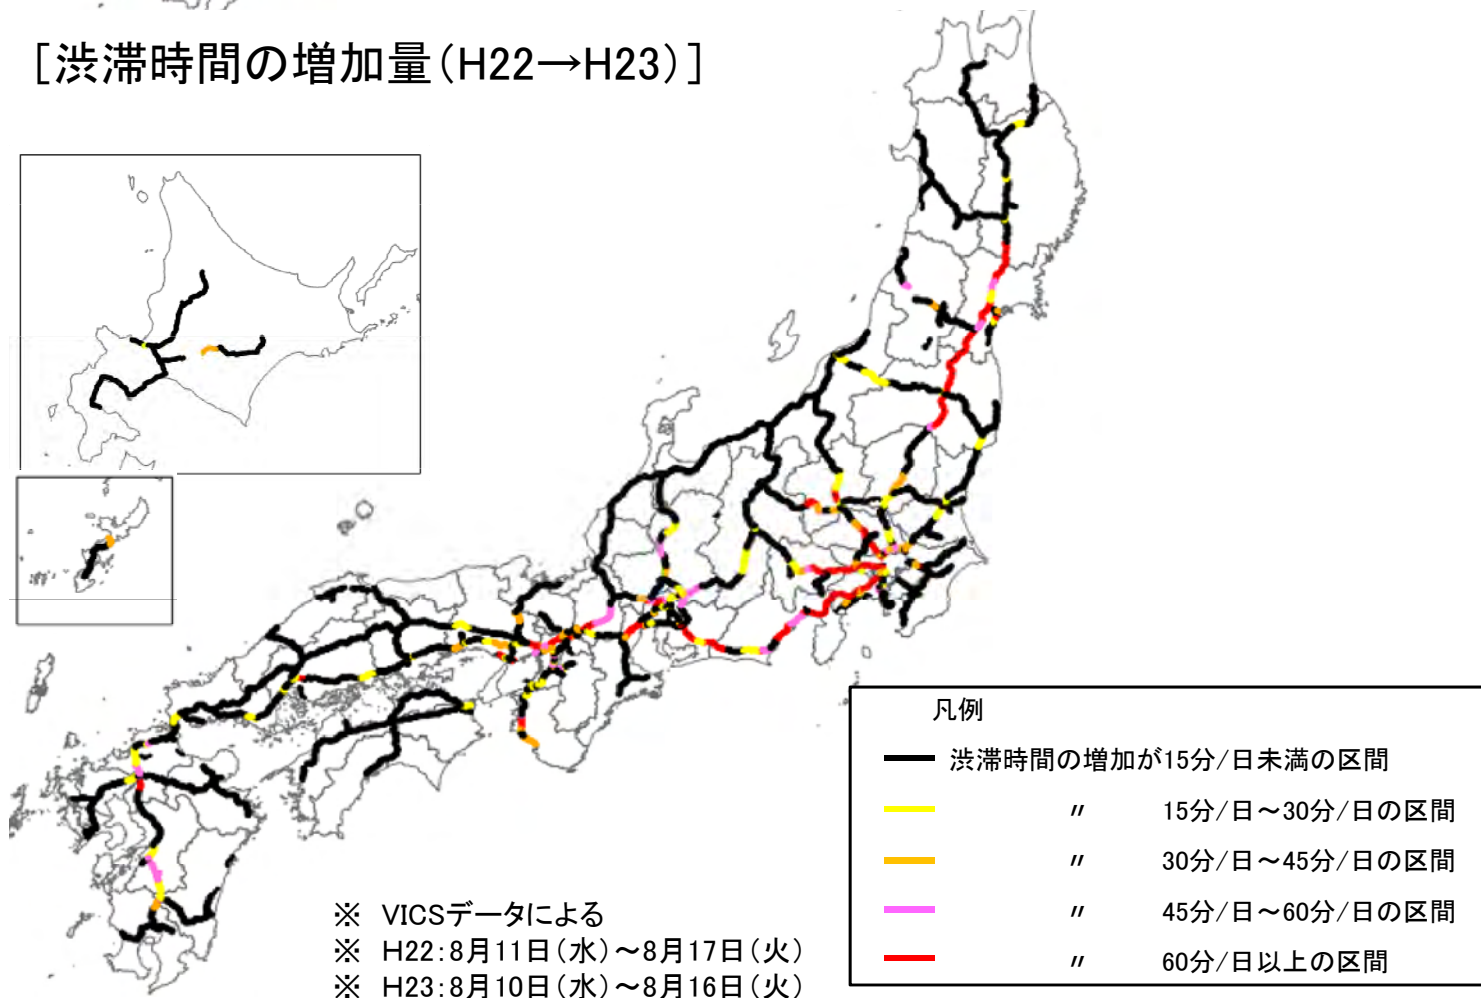 ［渋滞時間の増加量（H22→H23）］
凡例
渋滞時間の増加が15分/日未満の区間
〃 15分/日～30分/日の区間
〃 30分/日～45分/日の区間
〃 45分/日～60分/日の区間
〃 60分/日以上の区間
※ VICSデータによる
※ H22：8月11日（水）～8月17日（火）
※ H23：8月10日（水）～8月16日（火）